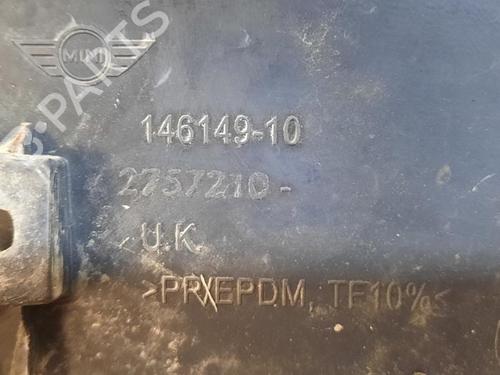 MINI
146149-10
2757210-
U.K.
>PP/EPDM, TF10%<